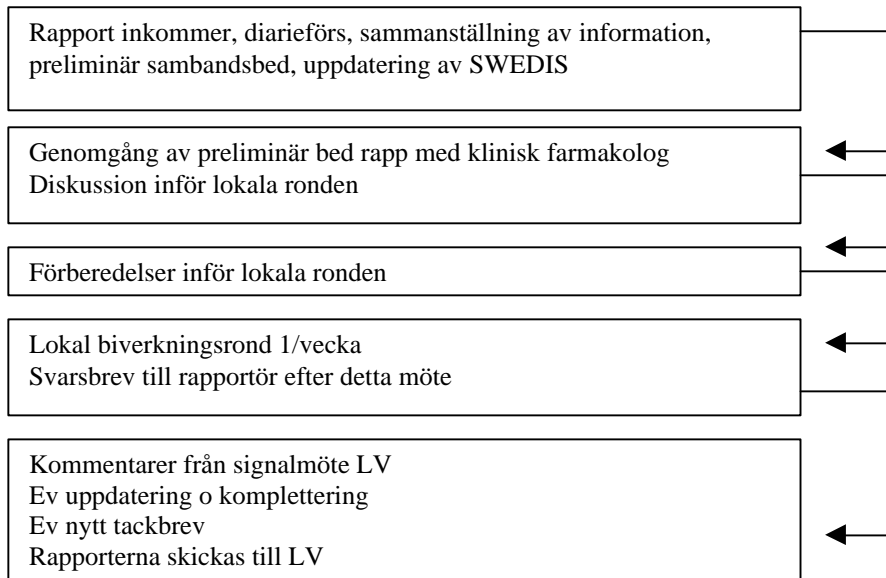 Rapport inkommer, diarieförs, sammanställning av information,
preliminär sambandsbed, uppdatering av SWEDIS
Genomgång av preliminär bed rapp med klinisk farmakolog
Diskussion inför lokala ronden
Förberedelser inför lokala ronden
Lokal biverkningsrond 1/vecka
Svarsbrev till rapportör efter detta möte
Kommentarer från signalmöte LV
Ev uppdatering o komplettering
Ev nytt tackbrev
Rapporterna skickas till LV